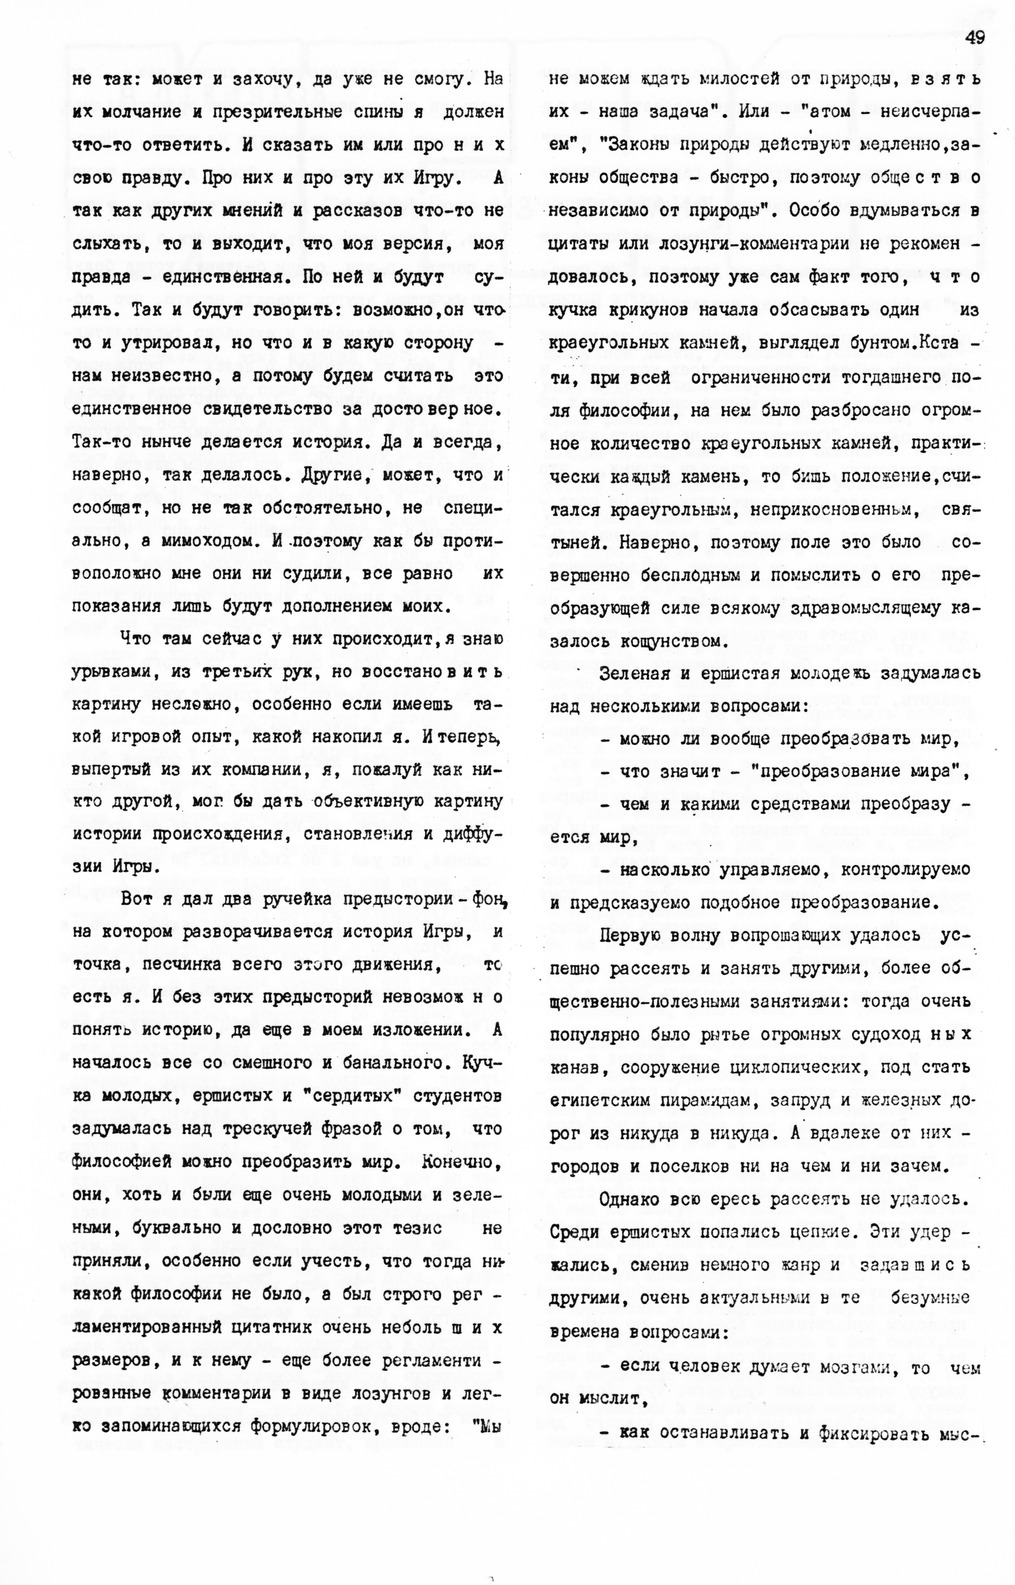 49
не так: может и захочу, да уже не смогу. На
их молчание и презрительные спины я должен
что-то ответить. И сказать им или про н и х
свою правду. Про них и про эту их Игру. А
так как других мнений и рассказов что-то не
слыхать, то и выходит, что моя версия, моя
правда - единственная. По ней и будут су-
дить. Так и будут говорить: возможно,он что-
то и утрировал, но что и в какую сторону -
нам неизвестно, а потому будем считать это
единственное свидетельство за досто вер ное.
Так-то нынче делается история. Да и всегда,
наверно, так делалось. Другие, может, что и
сообщат, но не так обстоятельно, не специ-
ально, а мимоходом. И поэтому как бы проти-
воположно мне они ни судили, все равно их
показания лишь будут дополнением моих.
Что там сейчас у них происходит,я знаю
урывками, из третьих рук, но восстанов и т ь
картину несложно, особенно если имеешь та-
кой игровой опыт, какой накопил я. И теперь,
выпертый из их компании, я, пожалуй как ни-
кто другой, мог бы дать объективную картину
истории происхождения, становления и диффу-
зии Игры.
Вот я дал два ручейка предыстории - фон,
на котором разворачивается история Игры, и
точка, песчинка всего этого движения, то
есть я. И без этих предысторий невозмож н о
понять историю, да еще в моем изложении. А
началось все со смешного и банального. Куч-
ка молодых, ершистых и "сердитых" студентов
задумалась над трескучей фразой о том, что
философией можно преобразить мир. Конечно,
они, хоть и были еще очень молодыми и зеле-
ными, буквально и дословно этот тезис не
приняли, особенно если учесть, что тогда ни-
какой философии не было, а был строго рег -
ламентированный цитатник очень неболь ш и х
размеров, и к нему - еще более регламенти -
рованные комментарии в виде лозунгов и лег-
ко запоминающихся формулировок, вроде: "Мы
не можем ждать милостей от природы, в з я т ь
их - наша задача". Или - "атом - неисчерпа-
ем", "Законы природы действуют медленно,за-
коны общества - быстро, поэтому обще с т в о
независимо от природы". Особо вдумываться в
цитаты или лозунги-комментарии не рекомен -
довалось, поэтому уже сам факт того, ч т о
кучка крикунов начала обсасывать один из
краеугольных камней, выглядел бунтом.Кста -
ти, при всей ограниченности тогдашнего по-
ля философии, на нем было разбросано огром-
ное количество краеугольных камней, практи-
чески каждый камень, то бишь положение,счи-
тался краеугольным, неприкосновенным, свя-
тыней. Наверно, поэтому поле это было со-
вершенно бесплодным и помыслить о его пре-
образующей силе всякому здравомыслящему ка-
залось кощунством.
Зеленая и ершистая молодежь задумалась
над несколькими вопросами:
- можно ли вообще преобразовать мир,
- что значит - "преобразование мира",
- чем и какими средствами преобразу -
ется мир,
- насколько управляемо, контролируемо
и предсказуемо подобное преобразование.
Первую волну вопрошающих удалось ус-
пешно рассеять и занять другими, более об-
щественно-полезными занятиями: тогда очень
популярно было рытье огромных судоход н ы х
канав, сооружение циклопических, под стать
египетским пирамидам, запруд и железных до-
рог из никуда в никуда. А вдалеке от них -
городов и поселков ни на чем и ни зачем.
Однако всю ересь рассеять не удалось.
Среди ершистых попались цепкие. Эти удер -
жались, сменив немного жанр и задав ш и с ь
другими, очень актуальными в те безумные
времена вопросами:
- если человек думает мозгами, то чем
он мыслит,
- как останавливать и фиксировать мыс-